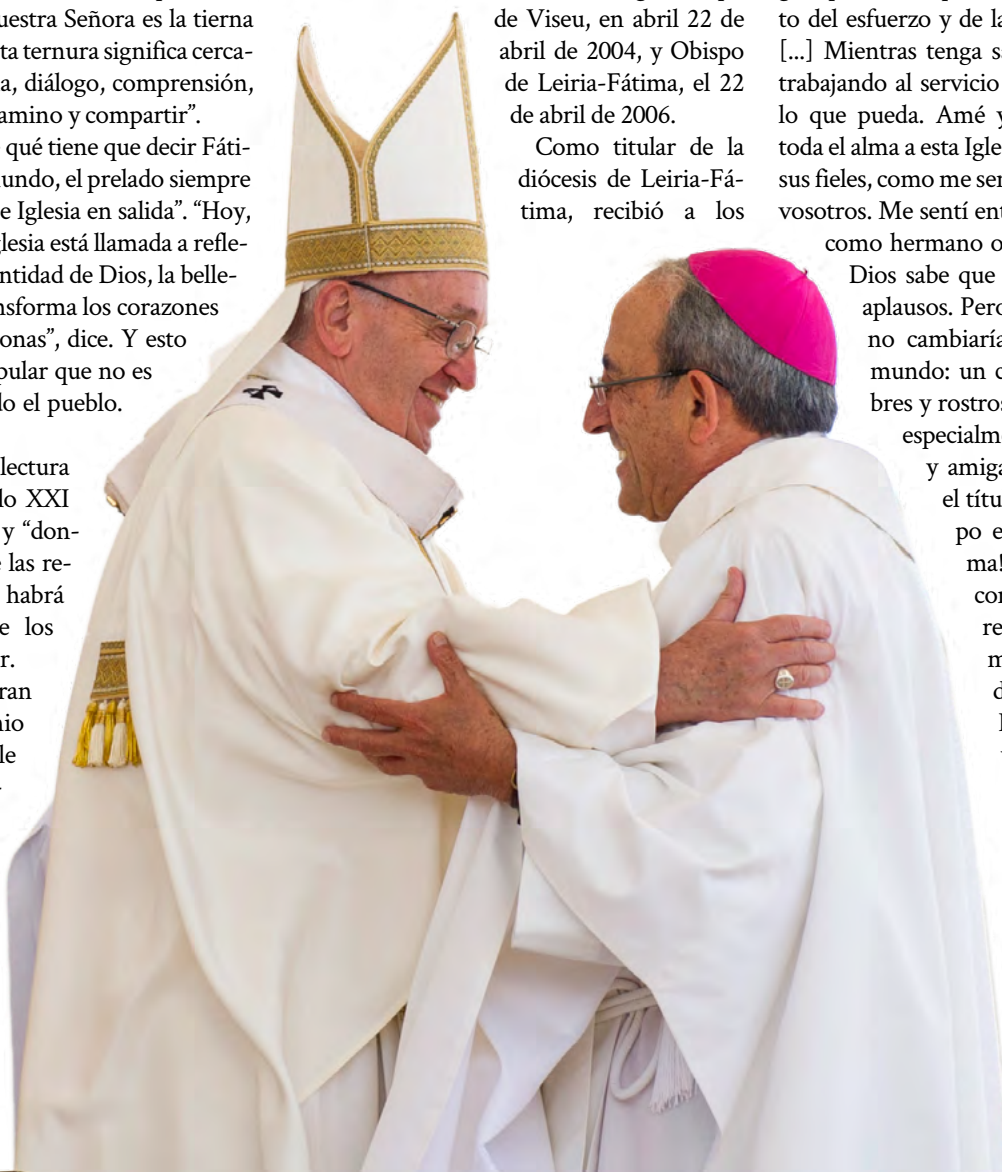 uestra Señora es la tierna
ta ternura significa cerca-
a, diálogo, comprensión,
amino y compartir”.
qué tiene que decir Fáti-
undo, el prelado siempre
e Iglesia en salida”. “Hoy,
glesia está llamada a refle-
ntidad de Dios, la belle-
nsforma los corazones
onas”, dice. Y esto
pular que no es
lo el pueblo.
lectura
lo XXI
y “don-
e las re-
habrá
e los
r.
ran
nio
le
de Viseu, en abril 22 de
abril de 2004, y Obispo
de Leiria-Fátima, el 22
de abril de 2006.
Como titular de la
diócesis de Leiria-Fá-
tima, recibió a los
to del esfuerzo y de la
[...] Mientras tenga sa
trabajando al servicio
lo que pueda. Amé y
toda el alma a esta Igle
sus fieles, como me ser
vosotros. Me sentí ent
como hermano o
Dios sabe que
aplausos. Pero
no cambiaría
mundo: un c
bres y rostros
especialm
y amiga
el títu
po e
ma!
con
re
m
d